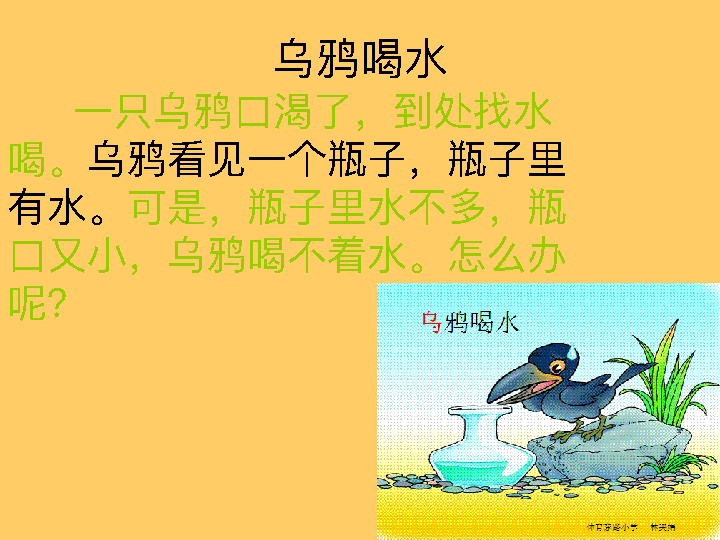 乌鸦喝水
一只乌鸦口渴了，到处找水
喝。乌鸦看见一个瓶子，瓶子里
有水。可是，瓶子里水不多，瓶
口又小，乌鸦喝不着水。怎么办
呢？
乌鸦喝水